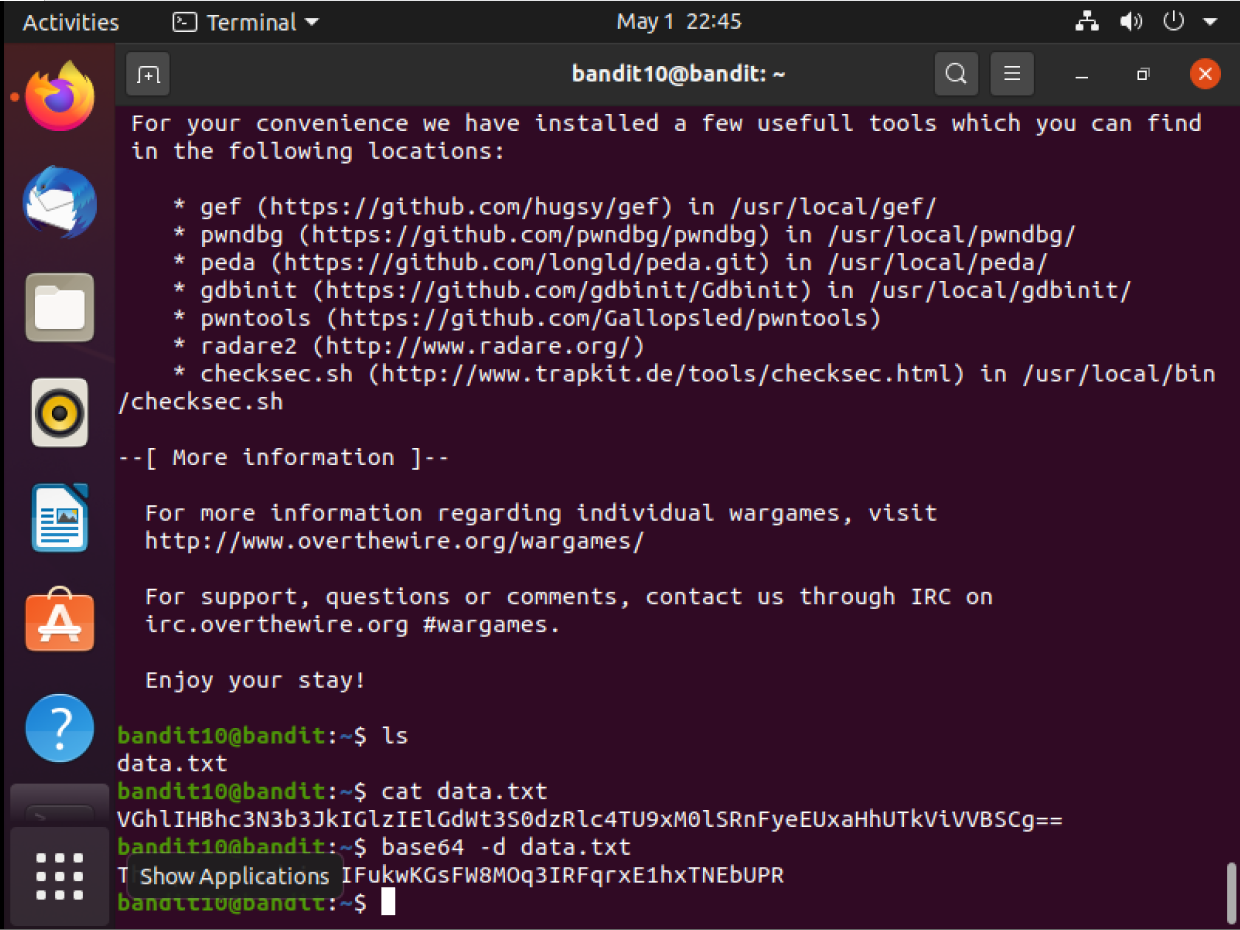 Activities Terminal May 1 22:45
bandit10@bandit: ~
For your convenience we have installed a few usefull tools which you can find
in the following locations:
* gef (https://github.com/hugsy/gef) in /usr/local/gef/
* pwndbg (https://github.com/pwndbg/pwndbg) in /usr/local/pwndbg/
* peda (https://github.com/longld/peda.git) in /usr/local/peda/
* gdbinit (https://github.com/gdbinit/Gdbinit) in /usr/local/gdbinit/
* pwntools (https://github.com/Gallopsled/pwntools)
* radare2 (http://www.radare.org/)
* checksec.sh (http://www.trapkit.de/tools/checksec.html) in /usr/local/bin
/checksec.sh
--[ More information ]--
For more information regarding individual wargames, visit
http://www.overthewire.org/wargames/
For support, questions or comments, contact us through IRC on
irc.overthewire.org #wargames.
Enjoy your stay!
bandit10@bandit:~$ ls
data.txt
bandit10@bandit:~$ cat data.txt
VGhlIHBhc3N3b3JkIGlzIElGdWt3S0dzRlc4TU9xM0lSRnFyeEUxaHhUTkViVVBSCg==
bandit10@bandit:~$ base64 -d data.txt
IFukwKGsFW8MOq3IRFqrxE1hxTNEbUPR
Show Applications
bandit10@bandit:~$